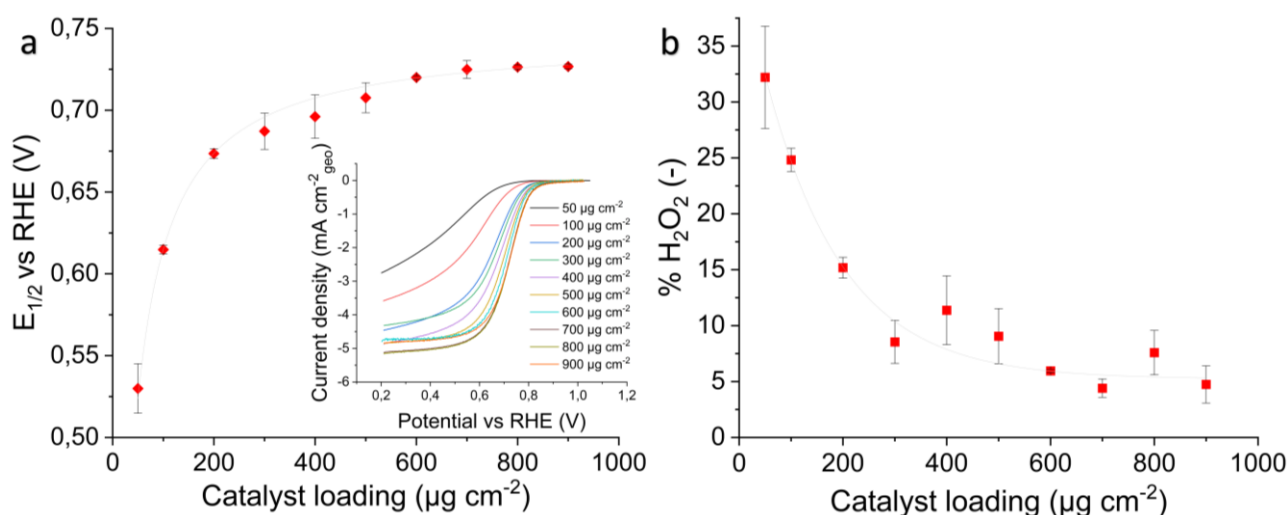 a
E1/2 vs RHE (V)
0,75
0,70
0,65
0,60
0,55
0,50
0 200 400 600 800 1000
Catalyst loading (µg cm-2)
Current density (mA cm-2geo)
0
-1
-2
-3
-4
-5
-6
0,2 0,4 0,6 0,8 1,0 1,2
Potential vs RHE (V)
50 µg cm-2
100 µg cm-2
200 µg cm-2
300 µg cm-2
400 µg cm-2
500 µg cm-2
600 µg cm-2
700 µg cm-2
800 µg cm-2
900 µg cm-2
b
% H2O2 (-)
35
30
25
20
15
10
5
0
0 200 400 600 800 1000
Catalyst loading (µg cm-2)